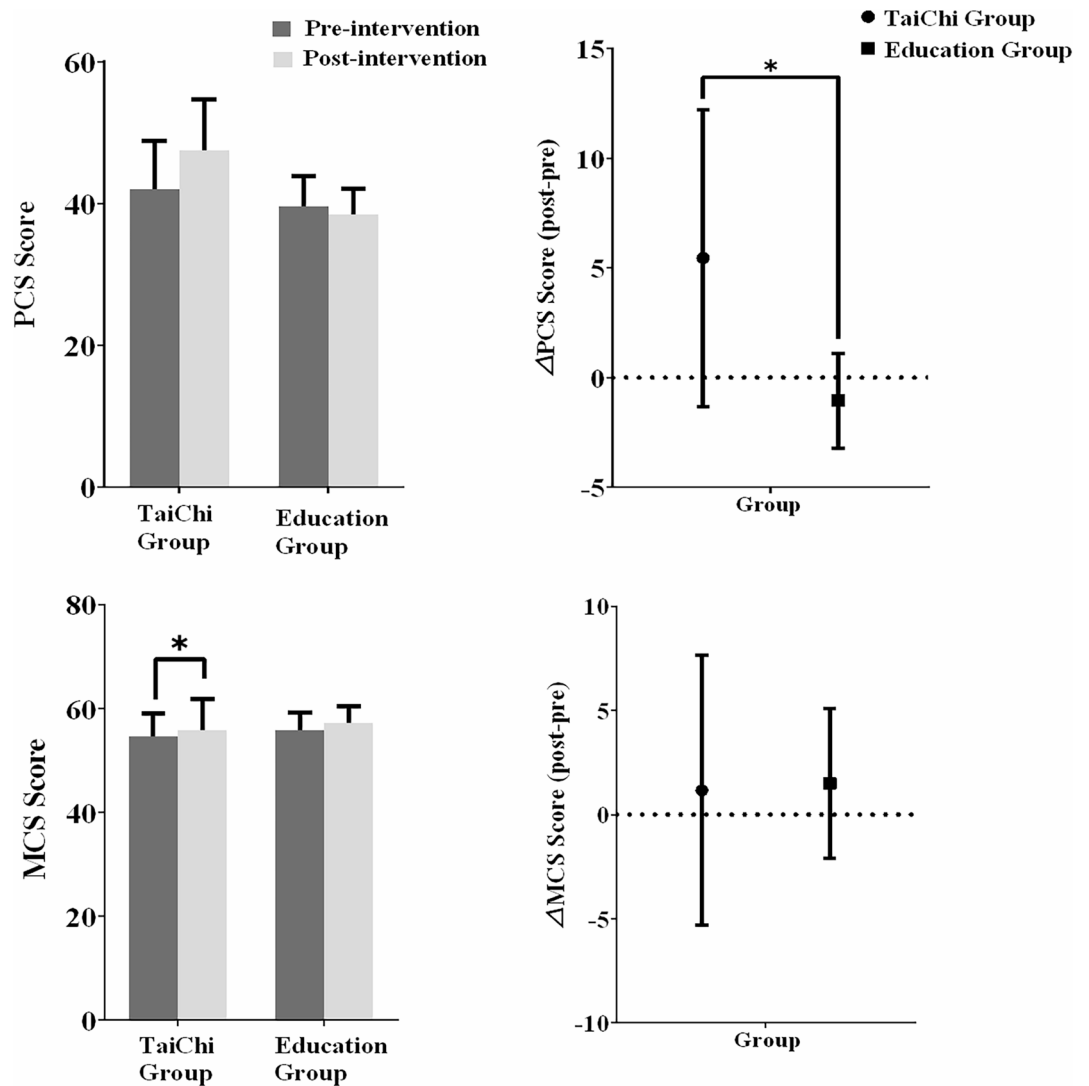 Pre-intervention
Post-intervention
60
40
20
0
PCS Score
TaiChi
Group
Education
Group
TaiChi Group
Education Group
15
*
10
5
0
-5
ΔPCS Score (post-pre)
Group
80
60
40
20
0
*
MCS Score
TaiChi
Group
Education
Group
10
5
0
-5
-10
ΔMCS Score (post-pre)
Group